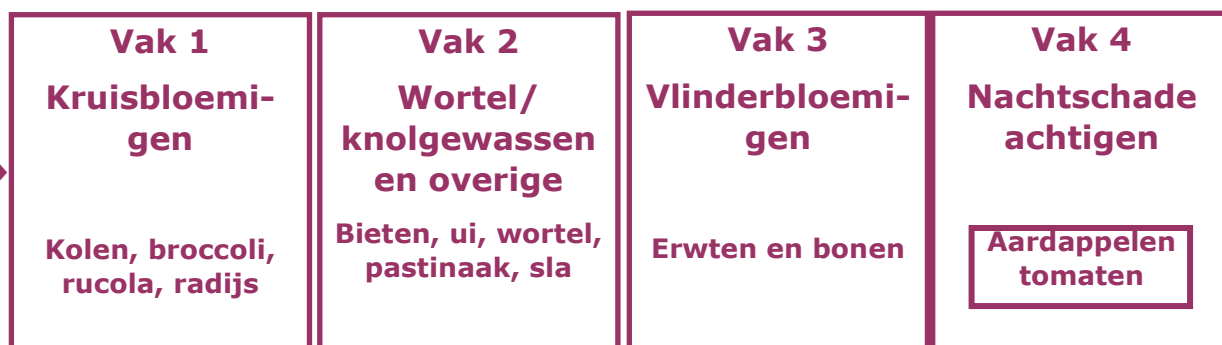 Vak 1
Kruisbloemi-
gen
Kolen, broccoli,
rucola, radijs
Vak 2
Wortel/
knolgewassen
en overige
Bieten, ui, wortel,
pastinaak, sla
Vak 3
Vlinderbloemi-
gen
Erwten en bonen
Vak 4
Nachtschade
achtigen
Aardappelen
tomaten